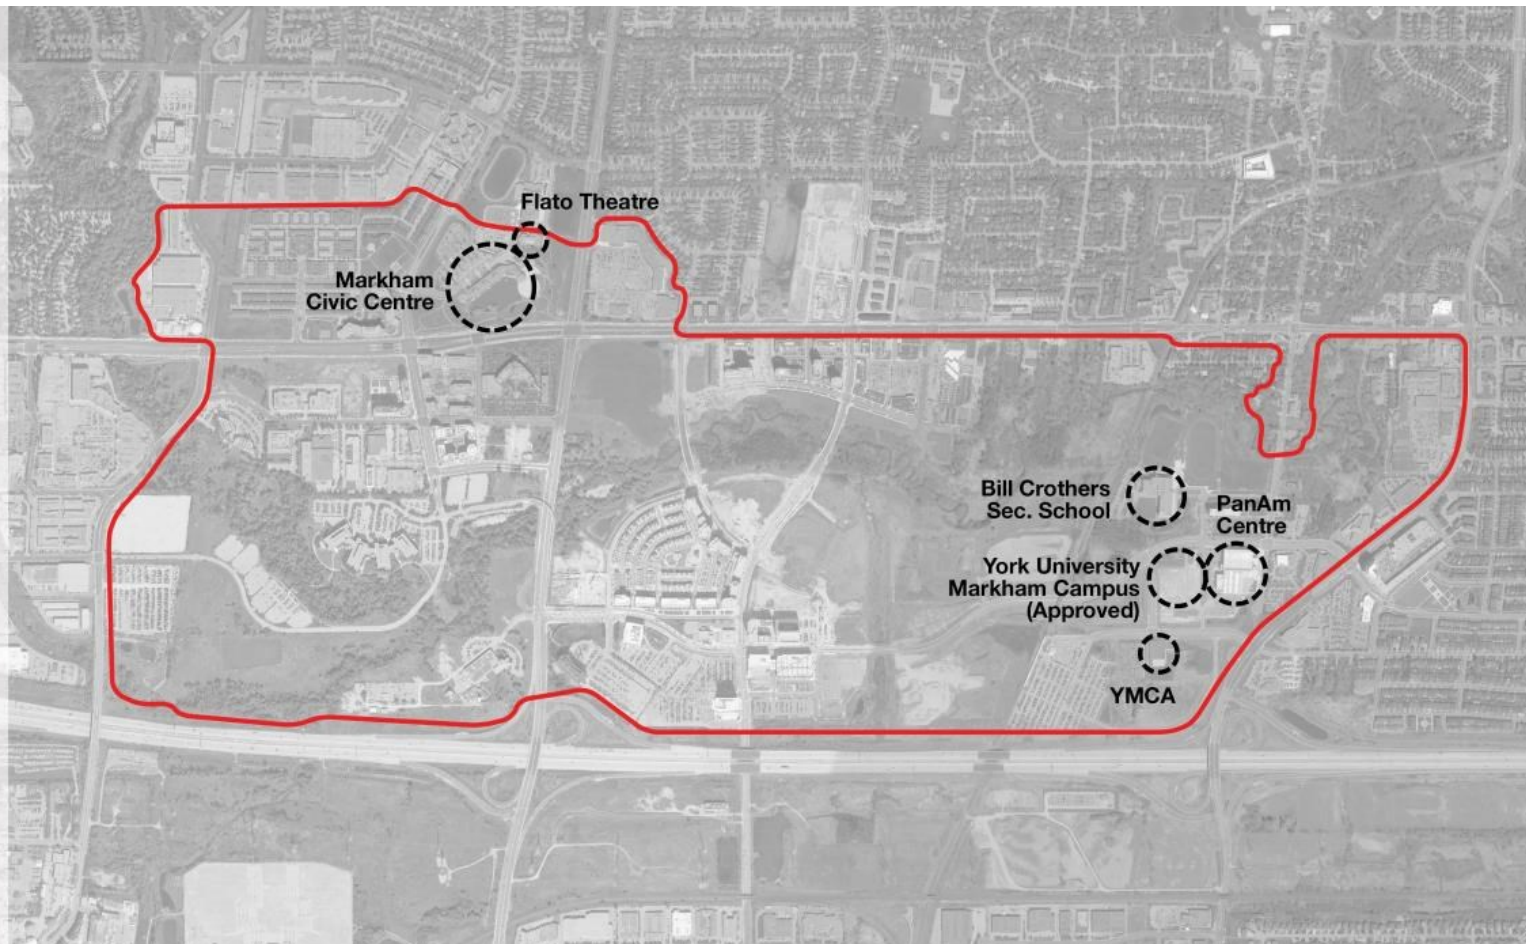 Flato Theatre
Markham
Civic Centre
Bill Crothers
Sec. School
PanAm
Centre
York University
Markham Campus
(Approved)
YMCA